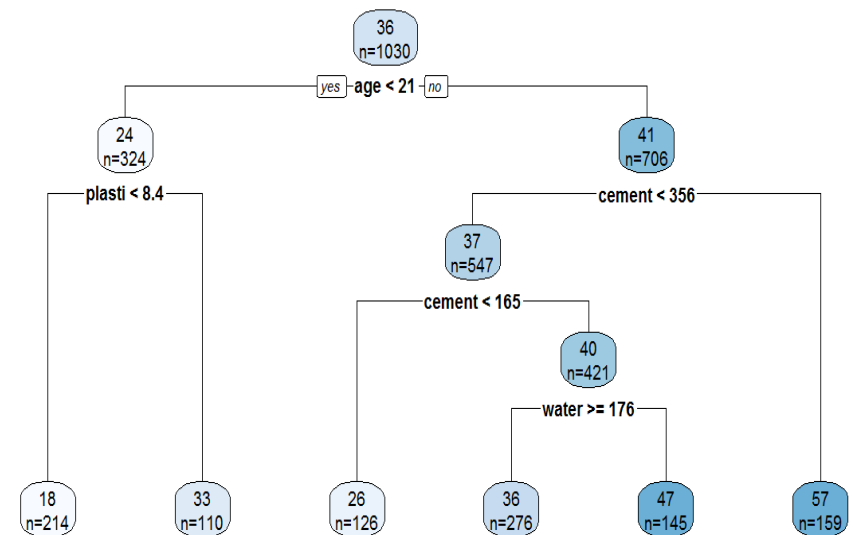 36
n=1030
yes age < 21 no
24
n=324
41
n=706
plasti < 8.4
cement < 356
37
n=547
cement < 165
40
n=421
water >= 176
18
n=214
33
n=110
26
n=126
36
n=276
47
n=145
57
n=159